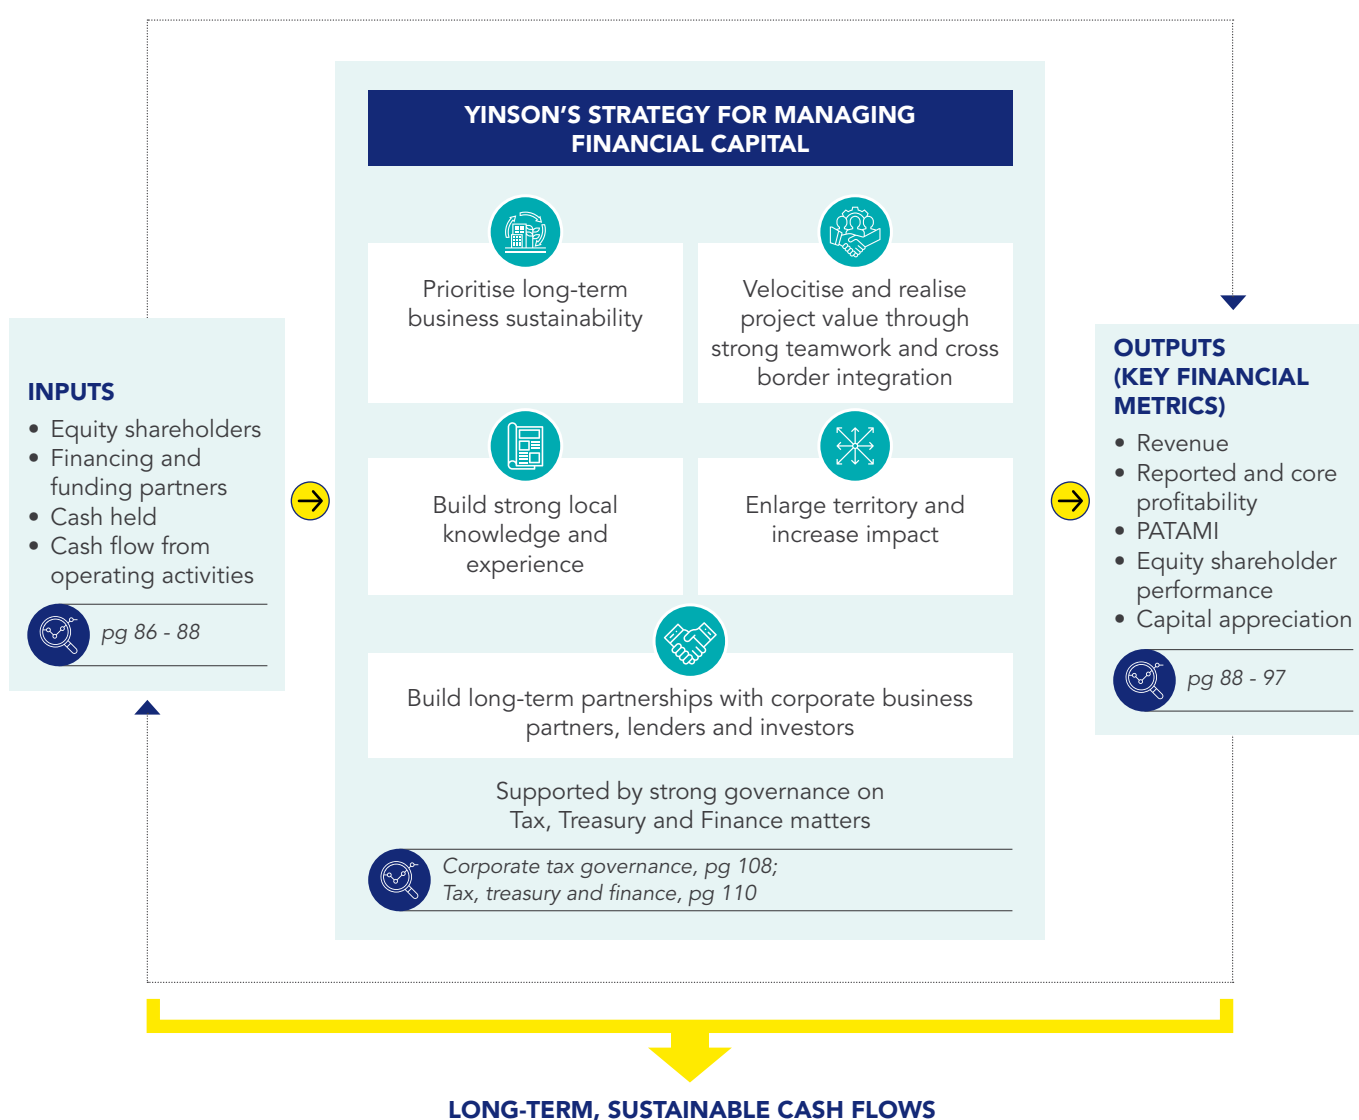 YINSON'S STRATEGY FOR MANAGING
FINANCIAL CAPITAL
INPUTS
• Equity shareholders
• Financing and
funding partners
• Cash held
• Cash flow from
operating activities
pg 86 - 88
Prioritise long-term
business sustainability
Velocitise and realise
project value through
strong teamwork and cross
border integration
Build strong local
knowledge and
experience
Enlarge territory and
increase impact
Build long-term partnerships with corporate business
partners, lenders and investors
Supported by strong governance on
Tax, Treasury and Finance matters
Corporate tax governance, pg 108;
Tax, treasury and finance, pg 110
OUTPUTS
(KEY FINANCIAL
METRICS)
• Revenue
• Reported and core
profitability
• PATAMI
• Equity shareholder
performance
• Capital appreciation
pg 88 - 97
LONG-TERM, SUSTAINABLE CASH FLOWS